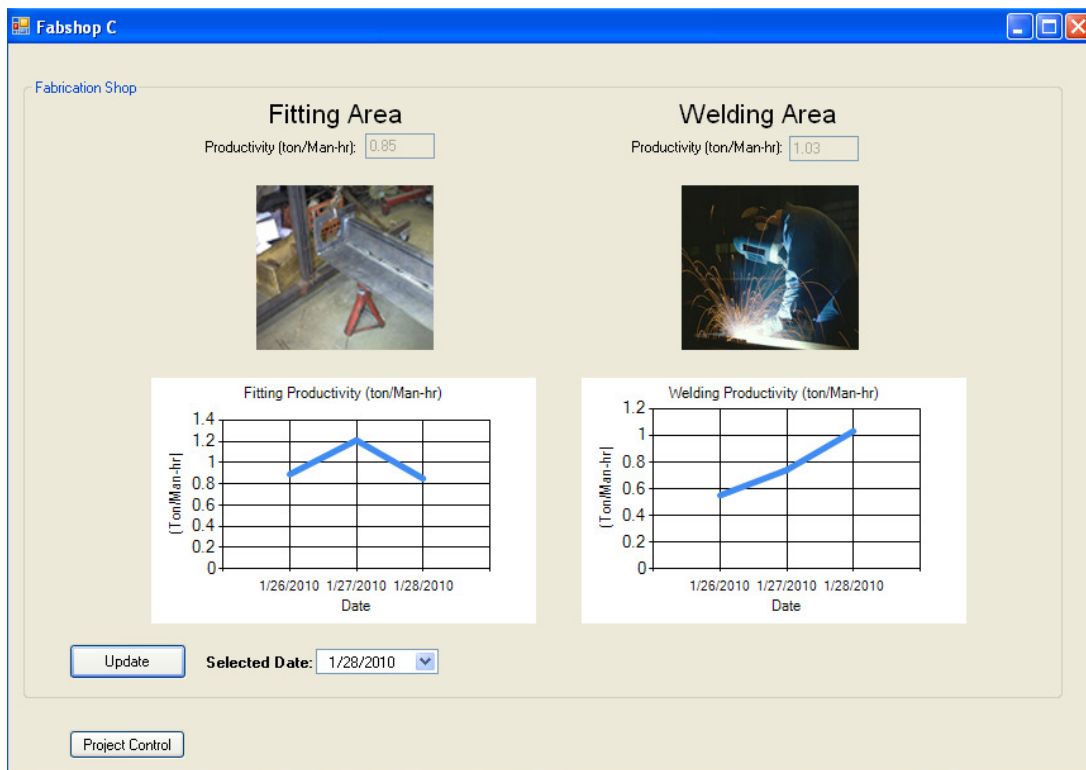 Fabshop C
Fabrication Shop
Fitting Area
Productivity (ton/Man-hr): 0.85
Welding Area
Productivity (ton/Man-hr): 1.03
Fitting Productivity (ton/Man-hr)
1.4
1.2
1
0.8
0.6
0.4
0.2
0
(Ton/Man-hr)
1/26/2010 1/27/2010 1/28/2010
Date
Welding Productivity (ton/Man-hr)
1.2
1
0.8
0.6
0.4
0.2
0
(Ton/Man-hr)
1/26/2010 1/27/2010 1/28/2010
Date
Update
Selected Date: 1/28/2010
Project Control